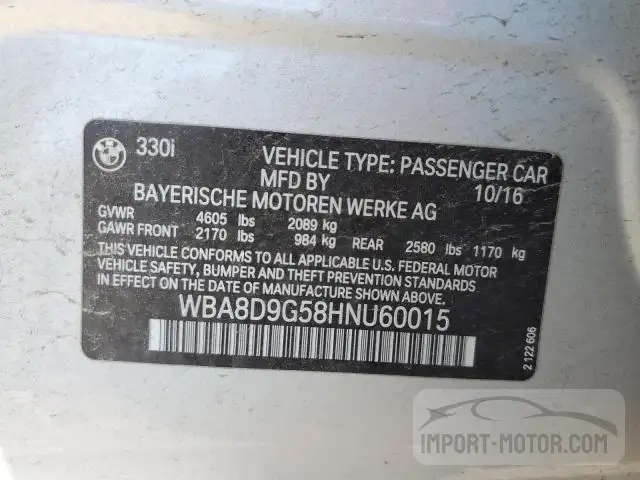 330i VEHICLE TYPE: PASSENGER CAR
MFD BY 10/16
BAYERISCHE MOTOREN WERKE AG
GVWR 4605 lbs 2089 kg
GAWR FRONT 2170 lbs 984 kg REAR 2580 lbs 1170 kg
THIS VEHICLE CONFORMS TO ALL APPLICABLE U.S. FEDERAL MOTOR
VEHICLE SAFETY, BUMPER AND THEFT PREVENTION STANDARDS IN
EFFECT ON THE DATE OF MANUFACTURE SHOWN ABOVE.
WBA8D9G58HNU60015
2 122 606
IMPORT-MOTOR.COM